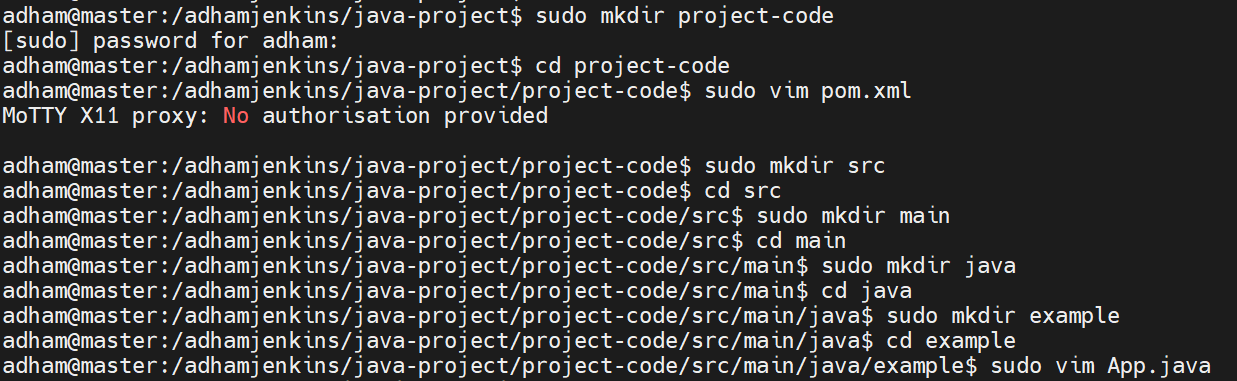 adham@master:/adhamjenkins/java-project$ sudo mkdir project-code
[sudo] password for adham:
adham@master:/adhamjenkins/java-project$ cd project-code
adham@master:/adhamjenkins/java-project/project-code$ sudo vim pom.xml
MoTTY X11 proxy: No authorisation provided
adham@master:/adhamjenkins/java-project/project-code$ sudo mkdir src
adham@master:/adhamjenkins/java-project/project-code$ cd src
adham@master:/adhamjenkins/java-project/project-code/src$ sudo mkdir main
adham@master:/adhamjenkins/java-project/project-code/src$ cd main
adham@master:/adhamjenkins/java-project/project-code/src/main$ sudo mkdir java
adham@master:/adhamjenkins/java-project/project-code/src/main$ cd java
adham@master:/adhamjenkins/java-project/project-code/src/main/java$ sudo mkdir example
adham@master:/adhamjenkins/java-project/project-code/src/main/java$ cd example
adham@master:/adhamjenkins/java-project/project-code/src/main/java/example$ sudo vim App.java